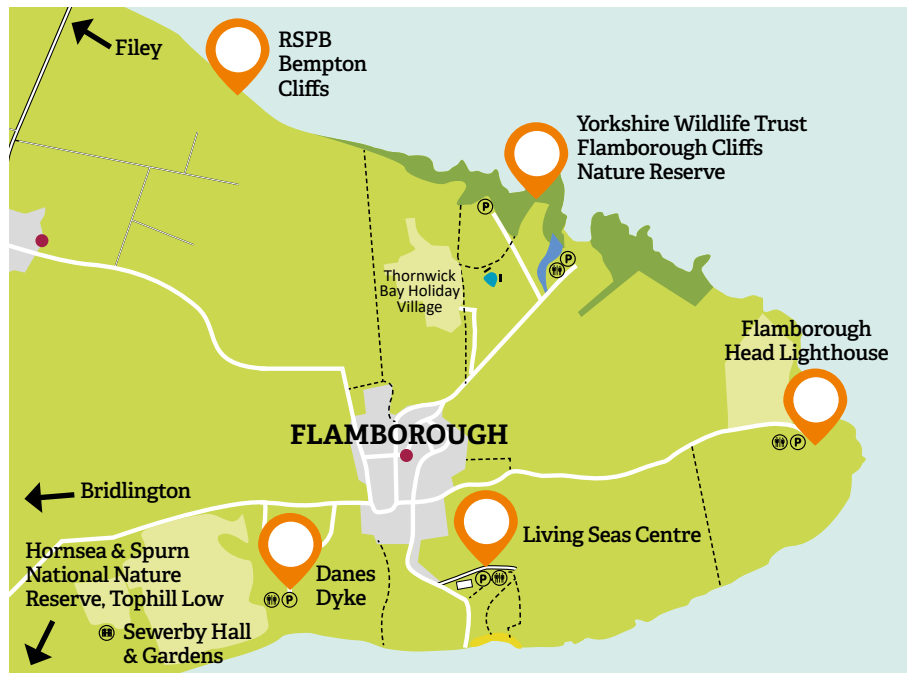 Filey
RSPB
Bempton
Cliffs
Yorkshire Wildlife Trust
Flamborough Cliffs
Nature Reserve
P
P
Thornwick
Bay Holiday
Village
Flamborough
Head Lighthouse
FLAMBOROUGH
P
Bridlington
Living Seas Centre
Hornsea & Spurn
National Nature
Reserve, Tophill Low
Danes
Dyke
P
P
Sewerby Hall
& Gardens